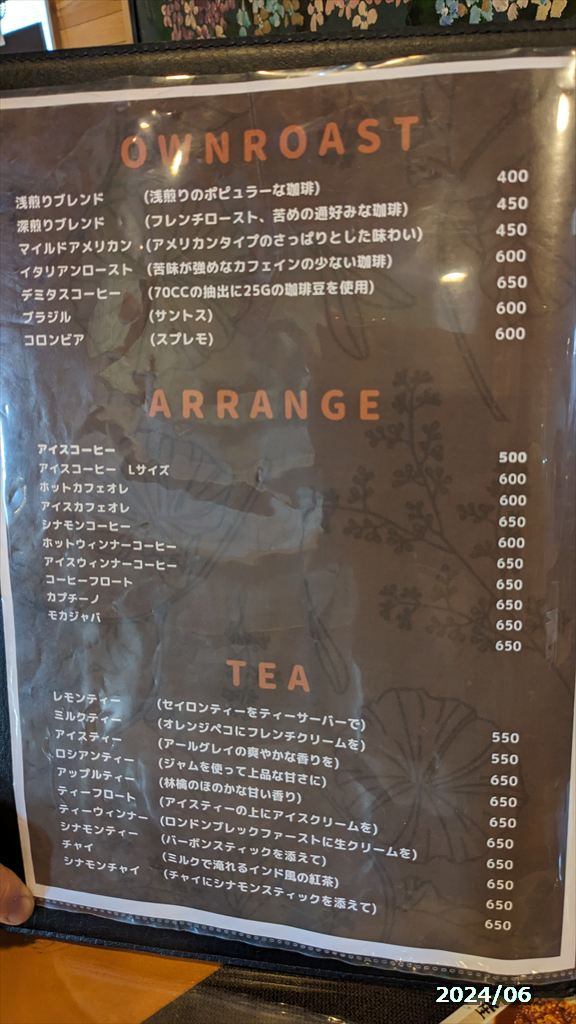 OWNROAST
浅煎りブレンド (浅煎りのポピュラーな珈琲) 400
深煎りブレンド (フレンチロースト、苦めの通好みな珈琲) 450
マイルドアメリカン (アメリカンタイプのさっぱりとした味わい) 450
イタリアンロースト (苦味が強めなカフェインの少ない珈琲) 600
デミタスコーヒー (70CCの抽出に25Gの珈琲豆を使用) 650
ブラジル (サントス) 600
コロンビア (スプレモ) 600
ARRANGE
アイスコーヒー 500
アイスコーヒー Lサイズ 600
ホットカフェオレ 600
アイスカフェオレ 650
シナモンコーヒー 600
ホットウィンナーコーヒー 650
アイスウィンナーコーヒー 650
コーヒーフロート 650
カプチーノ 650
モカジャバ 650
TEA
レモンティー (セイロンティーをティーサーバーで) 550
ミルクティー (オレンジペコにフレンチクリームを) 550
アイスティー (アールグレイの爽やかな香りを) 650
ロシアンティー (ジャムを使って上品な甘さに) 650
アップルティー (林檎のほのかな甘い香り) 650
ティーフロート (アイスティーの上にアイスクリームを) 650
ティーウィンナー (ロンドンブレックファーストに生クリームを) 650
シナモンティー (バーボンスティックを添えて) 650
チャイ (ミルクで淹れるインド風の紅茶) 650
シナモンチャイ (チャイにシナモンスティックを添えて) 650
2024/06